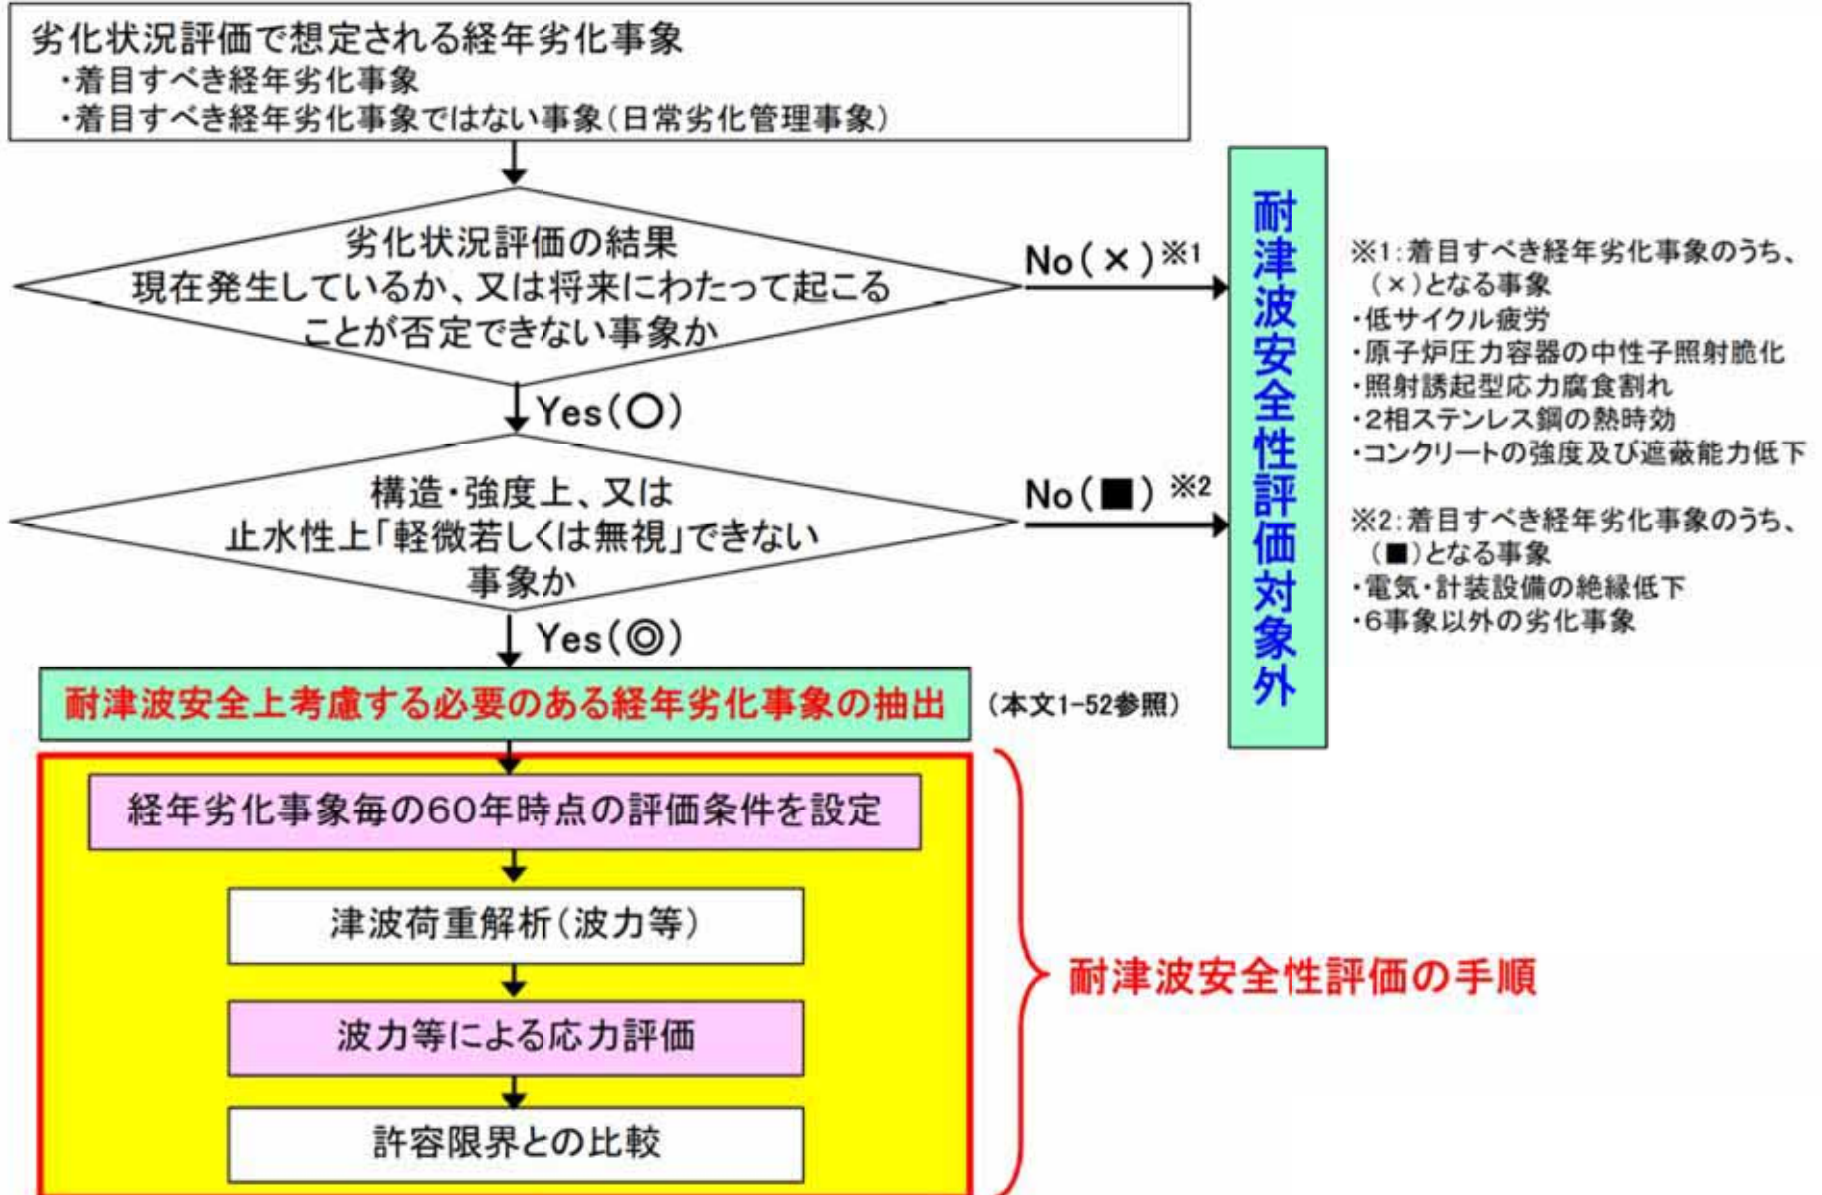 劣化状況評価で想定される経年劣化事象
・着目すべき経年劣化事象
・着目すべき経年劣化事象ではない事象(日常劣化管理事象)
劣化状況評価の結果
現在発生しているか、又は将来にわたって起こる
ことが否定できない事象か
No(×)※1
Yes(○)
構造・強度上、又は
止水性上「軽微若しくは無視」できない
事象か
No(■)※2
Yes(◎)
耐津波安全性評価対象外
※1:着目すべき経年劣化事象のうち、
(×)となる事象
・低サイクル疲労
・原子炉圧力容器の中性子照射脆化
・照射誘起型応力腐食割れ
・2相ステンレス鋼の熱時効
・コンクリートの強度及び遮蔽能力低下
※2:着目すべき経年劣化事象のうち、
(■)となる事象
・電気・計装設備の絶縁低下
・6事象以外の劣化事象
耐津波安全上考慮する必要のある経年劣化事象の抽出
(本文1-52参照)
経年劣化事象毎の60年時点の評価条件を設定
津波荷重解析(波力等)
波力等による応力評価
許容限界との比較
耐津波安全性評価の手順